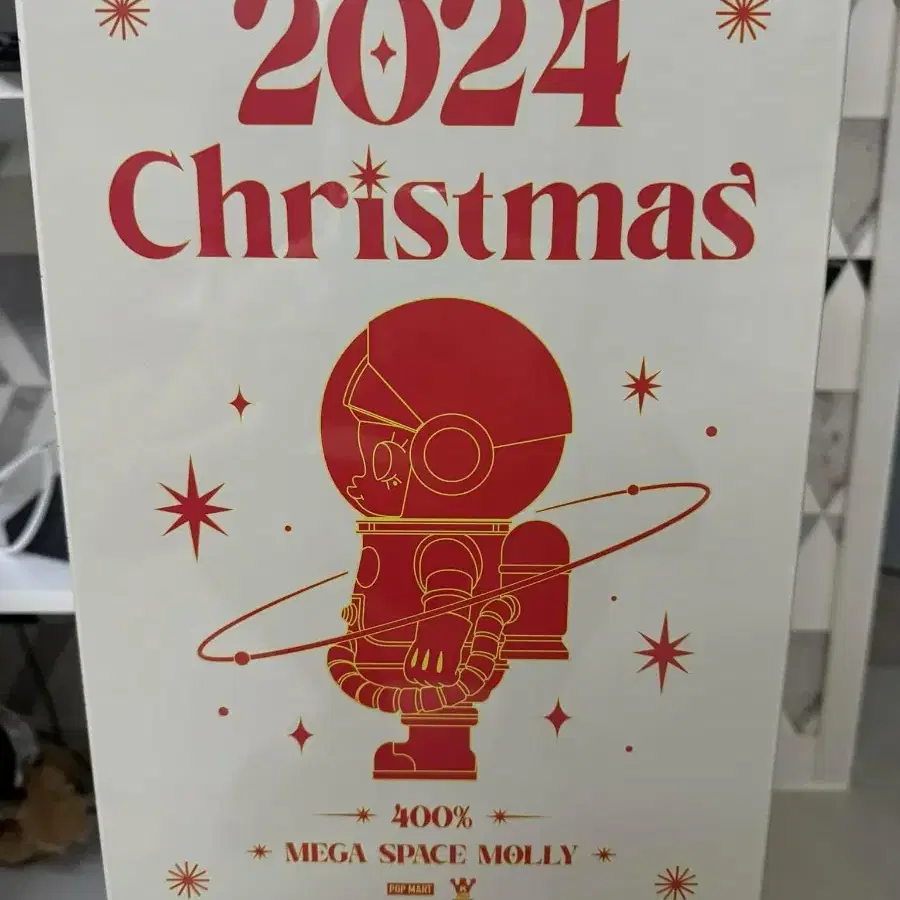 2024
Christmas
400%
MEGA SPACE MOLLY
POP MART